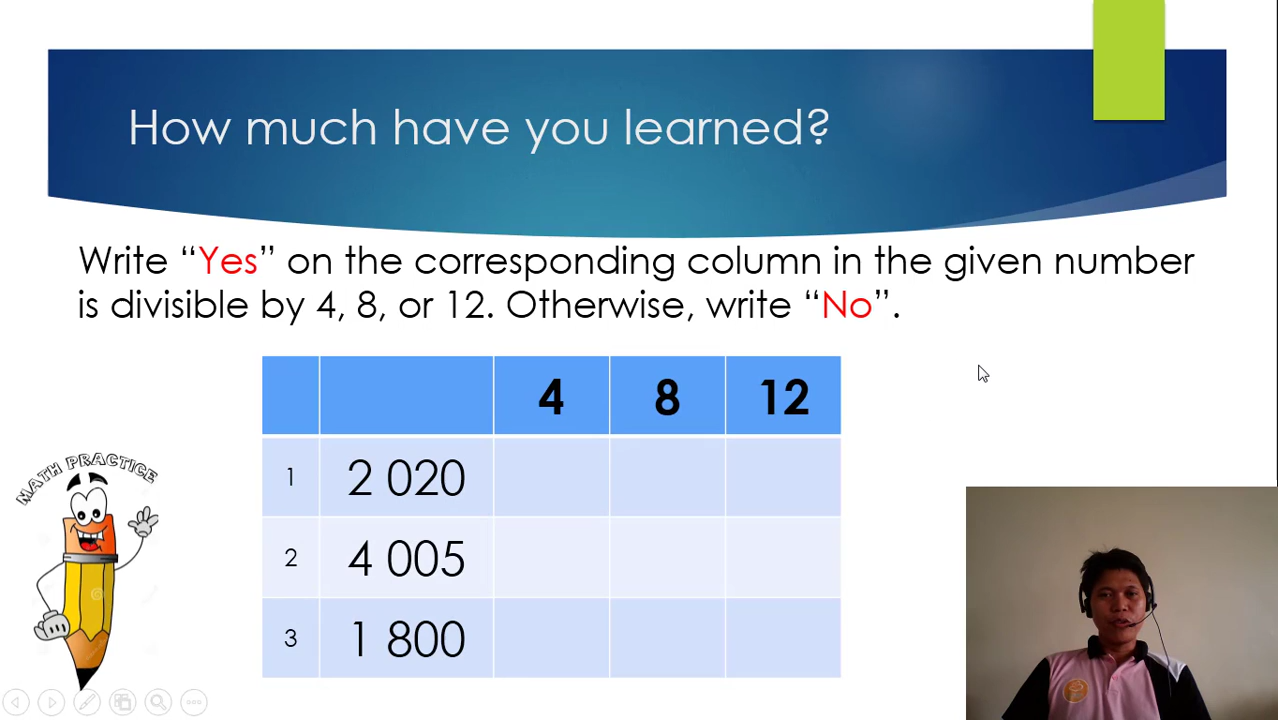 How much have you learned?
Write “Yes” on the corresponding column in the given number
is divisible by 4, 8, or 12. Otherwise, write “No”.
4 8 12
MATH PRACTICE
1 2 020
2 4 005
3 1 800